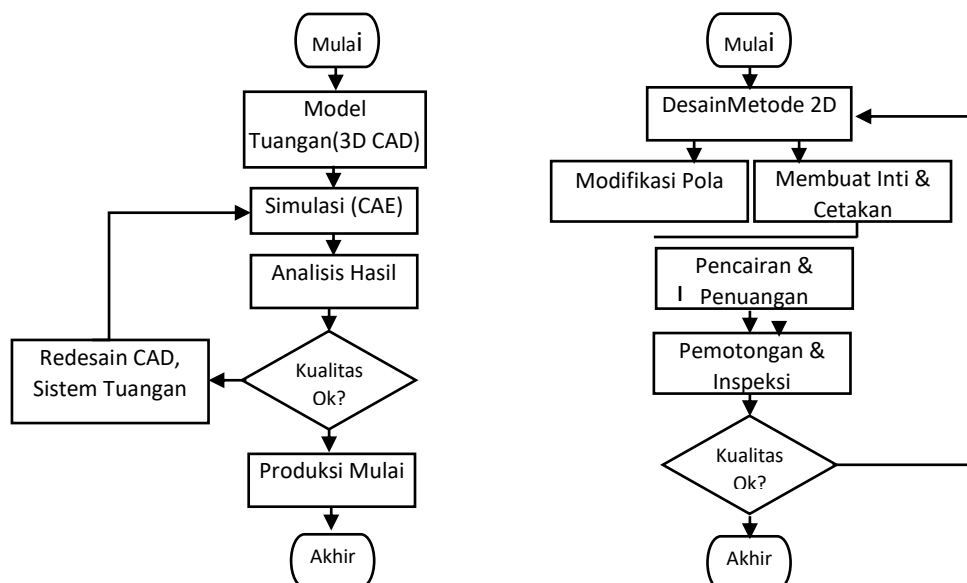 Mulai
Model
Tuangan(3D CAD)
Simulasi (CAE)
Analisis Hasil
Redesain CAD,
Sistem Tuangan
Kualitas
Ok?
Produksi Mulai
Akhir
Mulai
DesainMetode 2D
Modifikasi Pola
Membuat Inti &
Cetakan
Pencairan &
Penuangan
Pemotongan &
Inspeksi
Kualitas
Ok?
Akhir